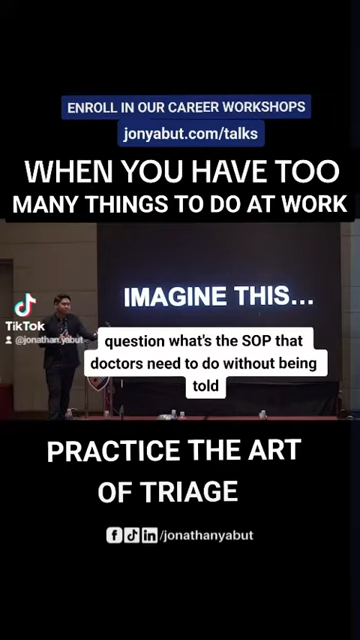 ENROLL IN OUR CAREER WORKSHOPS
jonyabut.com/talks
WHEN YOU HAVE TOO
MANY THINGS TO DO AT WORK
IMAGINE THIS...
TikTok
@jonathan.yabut
question what's the SOP that
doctors need to do without being
told
PRACTICE THE ART
OF TRIAGE
/jonathanyabut